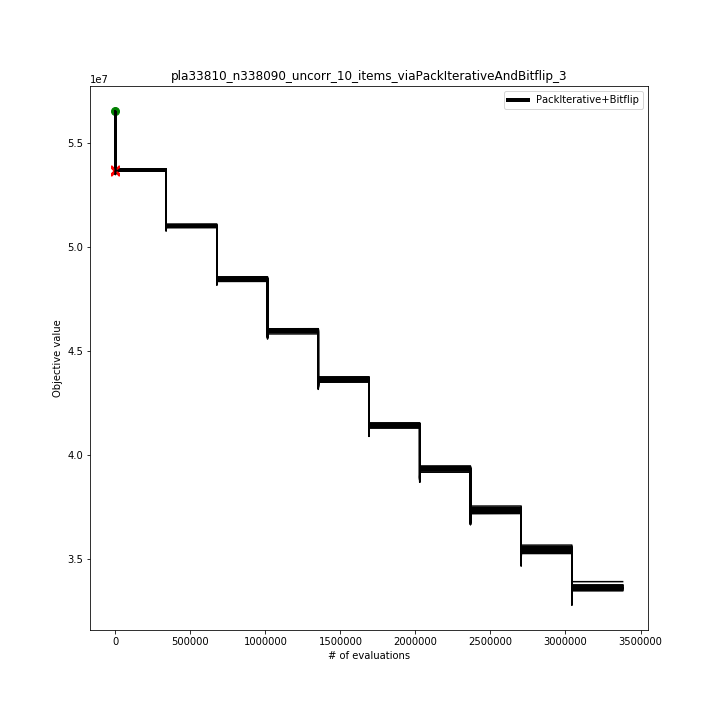 pla33810_n338090_uncorr_10_items_viaPackIterativeAndBitflip_3
1e7
PackIterative+Bitflip
5.5
5.0
4.5
4.0
3.5
Objective value
0 500000 1000000 1500000 2000000 2500000 3000000 3500000
# of evaluations